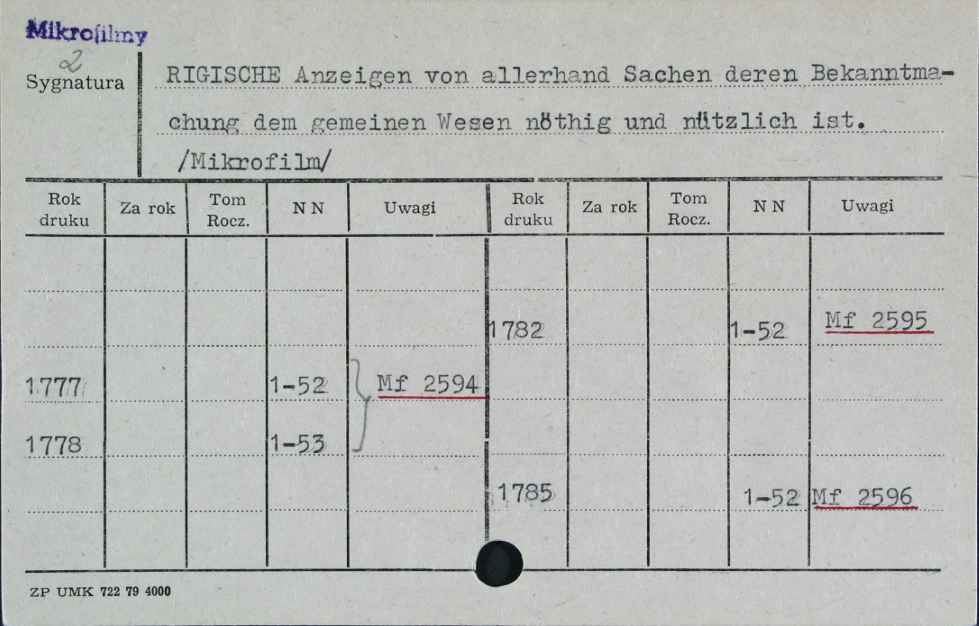 Mikrofilmy
2
Sygnatura
RIGISCHE Anzeigen von allerhand Sachen deren Bekanntma-
chung dem gemeinen Wesen nöthig und nützlich ist.
/Mikrofilm/
Rok druku Za rok Tom Rocz. N N Uwagi Rok druku Za rok Tom Rocz. N N Uwagi
1782 1-52 Mf 2595
1777 1-52 Mf 2594
1778 1-53
1785 1-52 Mf 2596
ZP UMK 722 79 4000